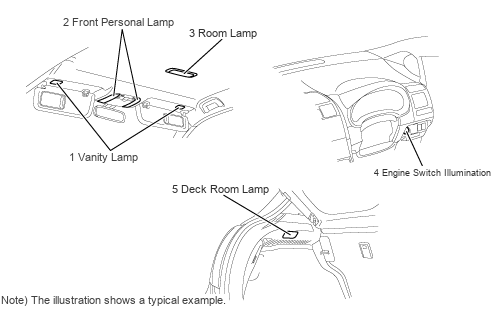 2 Front Personal Lamp
3 Room Lamp
1 Vanity Lamp
4 Engine Switch Illumination
5 Deck Room Lamp
Note) The illustration shows a typical example.